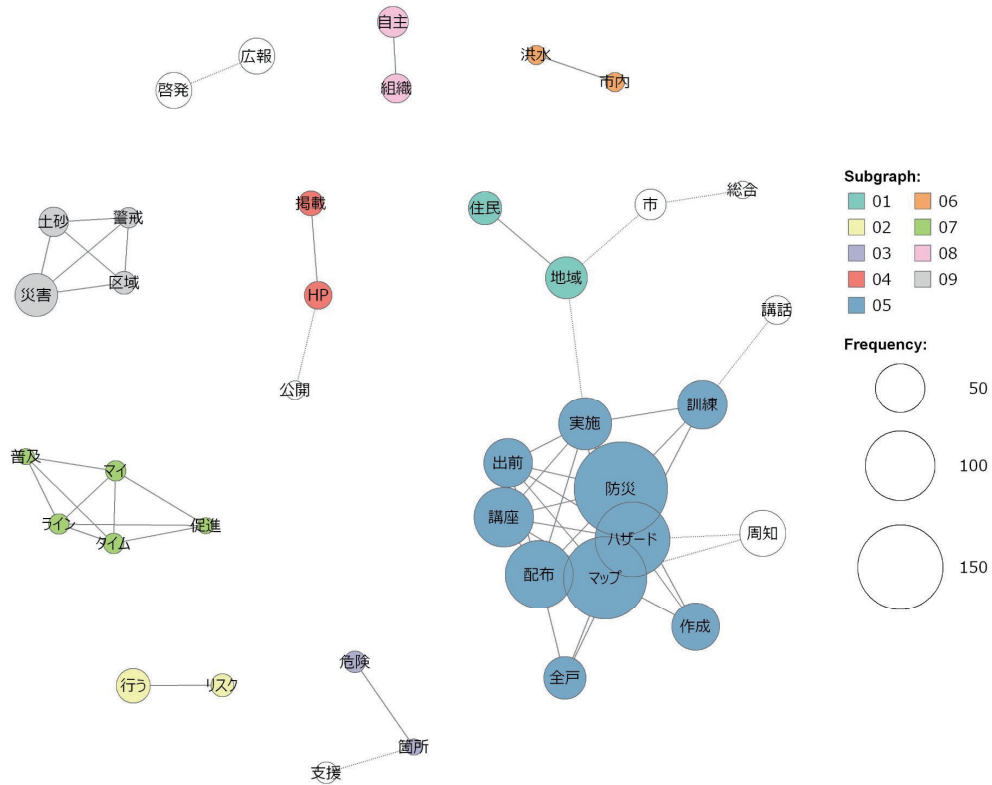 自主
広報
洪水
市内
啓発
組織
総合
掲載
住民
市
土砂
警戒
地域
区域
災害
HP
講話
公開
訓練
実施
普及
マイ
出前
防災
講座
ライン
促進
タイム
ハザード
周知
配布
マップ
作成
危険
全戸
行う
リスク
箇所
支援
Subgraph:
01
06
02
07
03
08
04
09
05
Frequency:
50
100
150